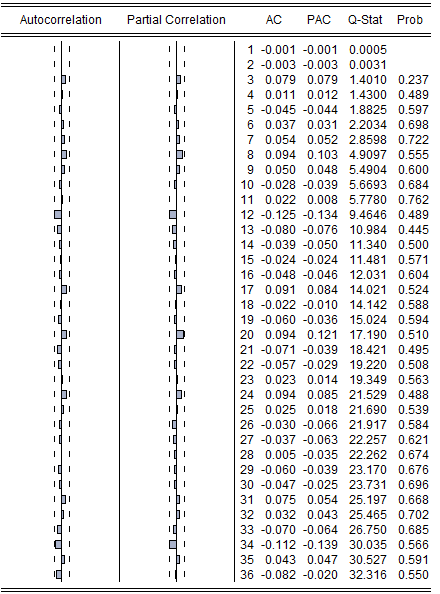 Autocorrelation Partial Correlation AC PAC Q-Stat Prob
1 -0.001 -0.001 0.0005
2 -0.003 -0.003 0.0031
3 0.079 0.079 1.4010 0.237
4 0.011 0.012 1.4300 0.489
5 -0.045 -0.044 1.8825 0.597
6 0.037 0.031 2.2034 0.698
7 0.054 0.052 2.8598 0.722
8 0.094 0.103 4.9097 0.555
9 0.050 0.048 5.4904 0.600
10 -0.028 -0.039 5.6693 0.684
11 0.022 0.008 5.7780 0.762
12 -0.125 -0.134 9.4646 0.489
13 -0.080 -0.076 10.984 0.445
14 -0.039 -0.050 11.340 0.500
15 -0.024 -0.024 11.481 0.571
16 -0.048 -0.046 12.031 0.604
17 0.091 0.084 14.021 0.524
18 -0.022 -0.010 14.142 0.588
19 -0.060 -0.036 15.024 0.594
20 0.094 0.121 17.190 0.510
21 -0.071 -0.039 18.421 0.495
22 -0.057 -0.029 19.220 0.508
23 0.023 0.014 19.349 0.563
24 0.094 0.085 21.529 0.488
25 0.025 0.018 21.690 0.539
26 -0.030 -0.066 21.917 0.584
27 -0.037 -0.063 22.257 0.621
28 0.005 -0.035 22.262 0.674
29 -0.060 -0.039 23.170 0.676
30 -0.047 -0.025 23.731 0.696
31 0.075 0.054 25.197 0.668
32 0.032 0.043 25.465 0.702
33 -0.070 -0.064 26.750 0.685
34 -0.112 -0.139 30.035 0.566
35 0.043 0.047 30.527 0.591
36 -0.082 -0.020 32.316 0.550